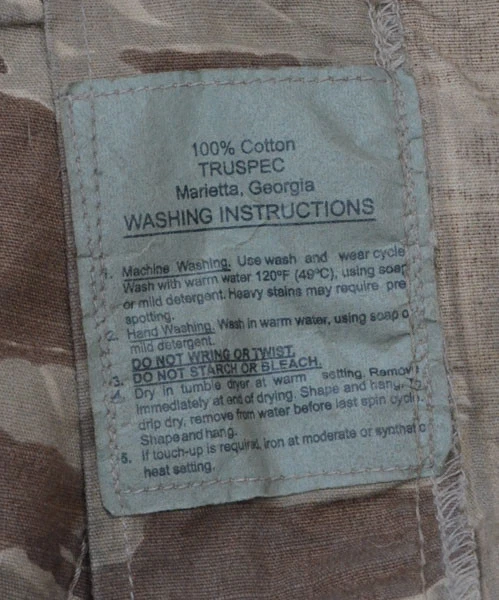 100% Cotton
TRUSPEC
Marietta, Georgia
WASHING INSTRUCTIONS
1. Machine Washing. Use wash and wear cycle
Wash with warm water 120°F (49°C), using soap
or mild detergent. Heavy stains may require pre
spotting.
2. Hand Washing. Wash in warm water, using soap o
mild detergent.
DO NOT WRING OR TWIST.
3. DO NOT STARCH OR BLEACH.
4. Dry in tumble dryer at warm setting. Remov
immediately at end of drying. Shape and hang. To
drip dry, remove from water before last spin cycle
Shape and hang.
5. If touch-up is required, iron at moderate or synthetic
heat setting.